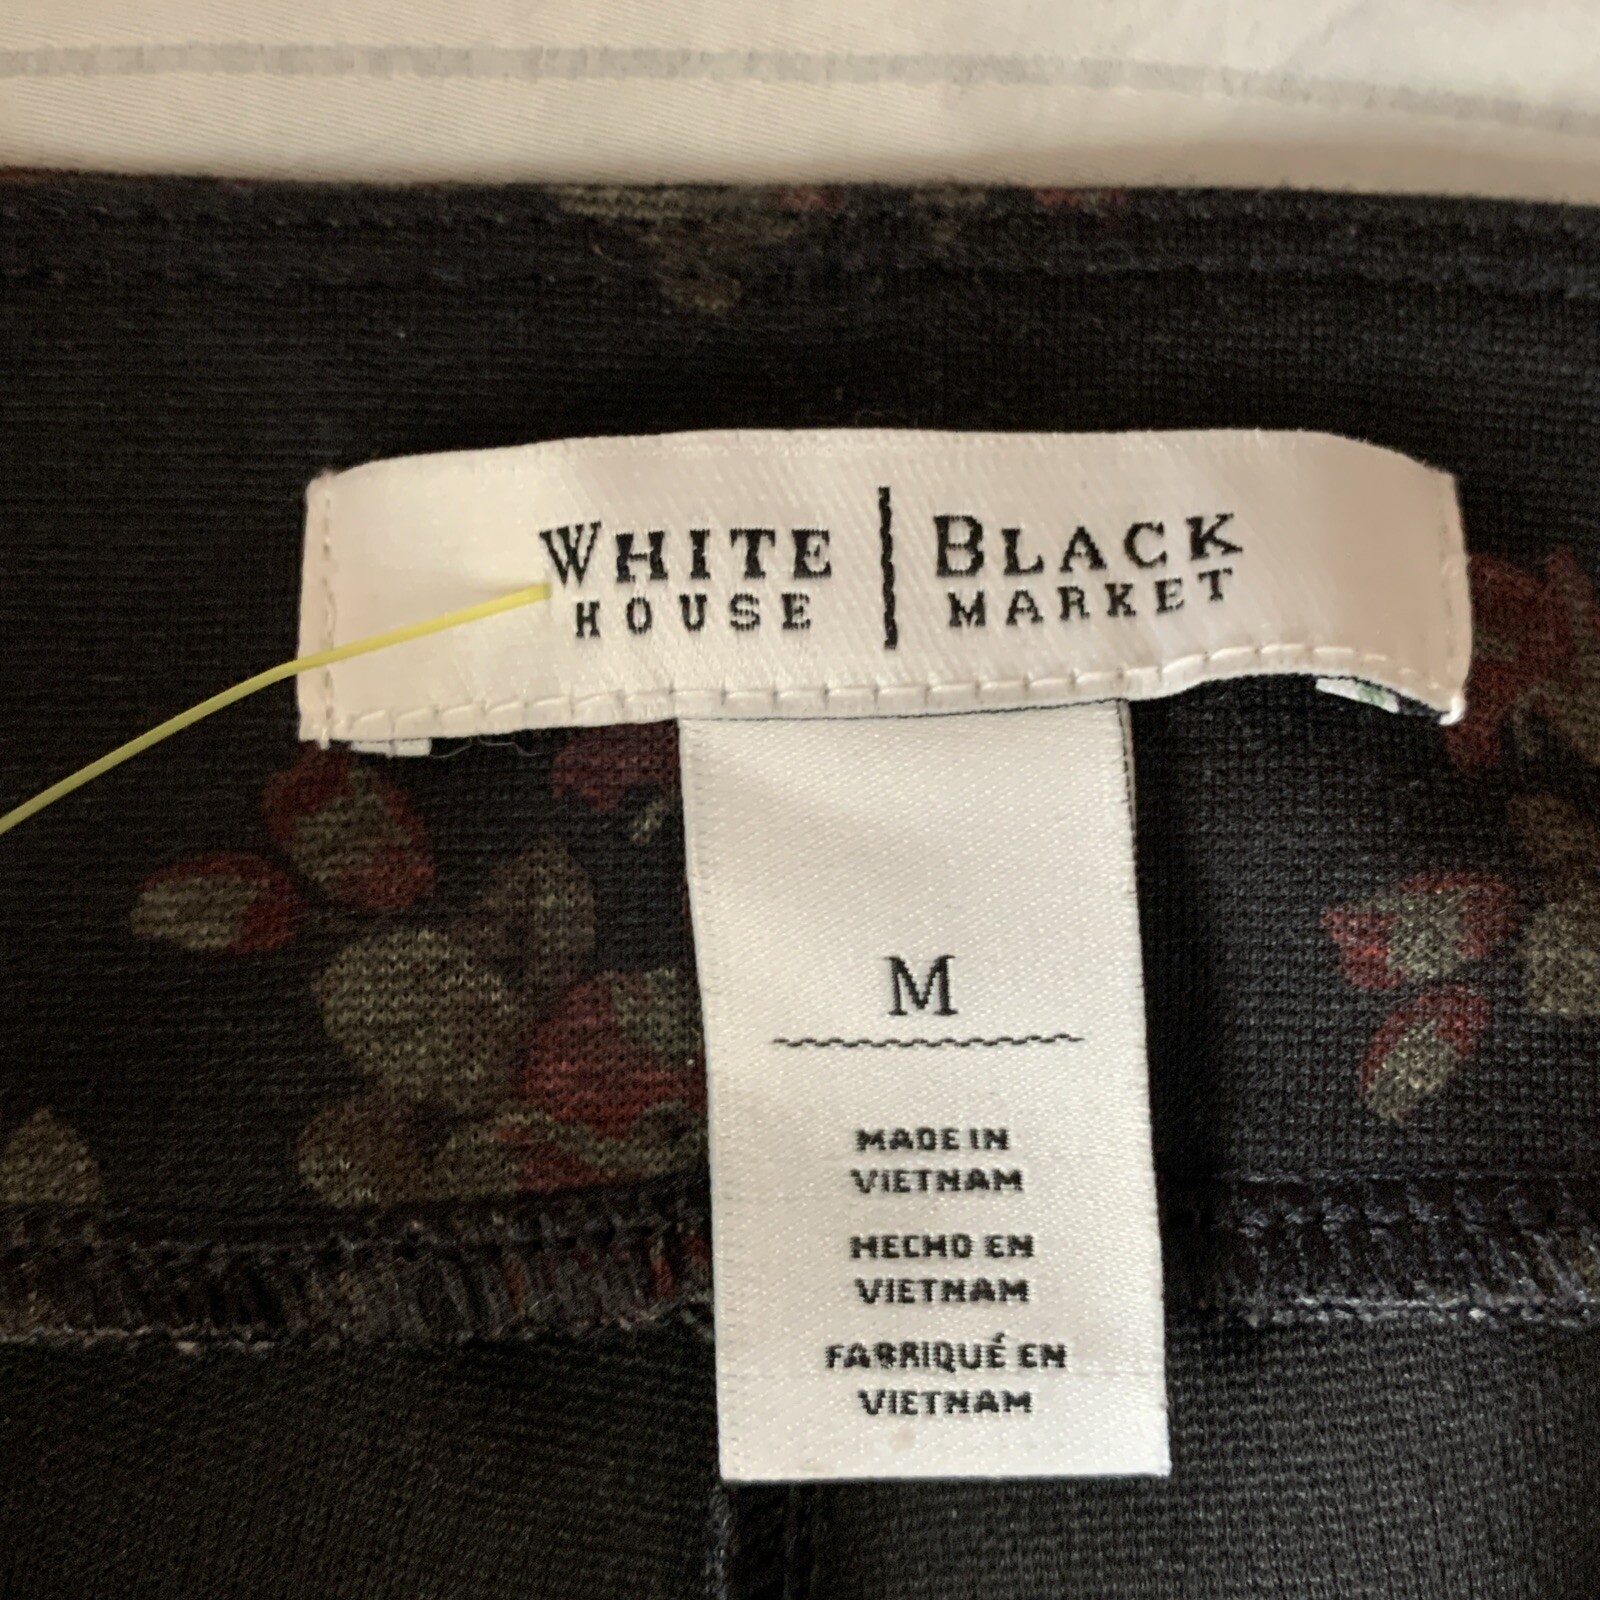 WHITE | BLACK
HOUSE | MARKET
M
MADE IN
VIETNAM
HECHO EN
VIETNAM
FABRIQUÉ EN
VIETNAM